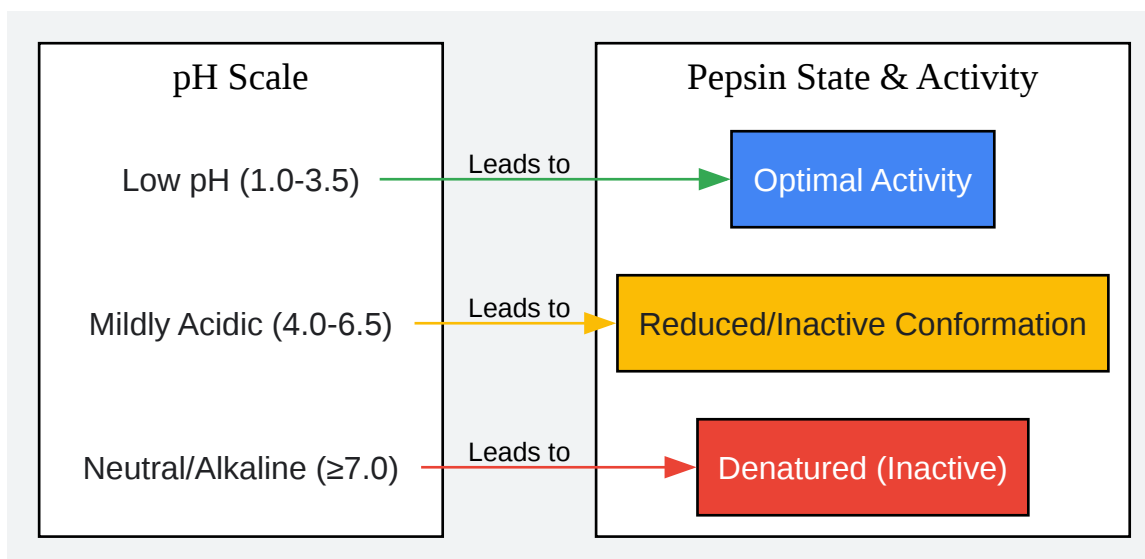 pH Scale
Pepsin State & Activity
Low pH (1.0-3.5)
Leads to
Optimal Activity
Mildly Acidic (4.0-6.5)
Leads to
Reduced/Inactive Conformation
Neutral/Alkaline (≥7.0)
Leads to
Denatured (Inactive)